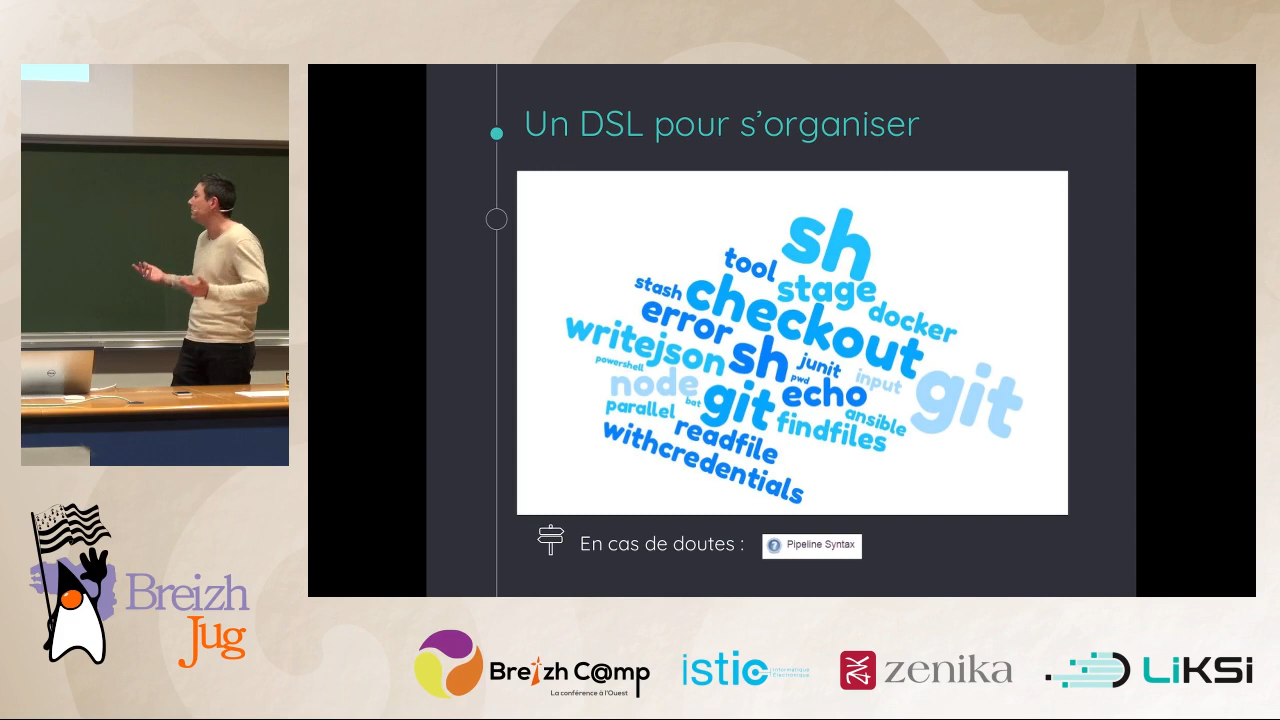 Un DSL pour s’organiser
sh
tool
stage
stash
checkout
docker
error
writejson
sh
junit
powershell
pwd
input
node
echo
git
bat
git
parallel
ansible
findfiles
readfile
withcredentials
En cas de doutes :
Pipeline Syntax
Breizh
Jug
Breizh C@mp
La conférence à l'Ouest
istic
Informatique
Électronique
zenika
LiKSi